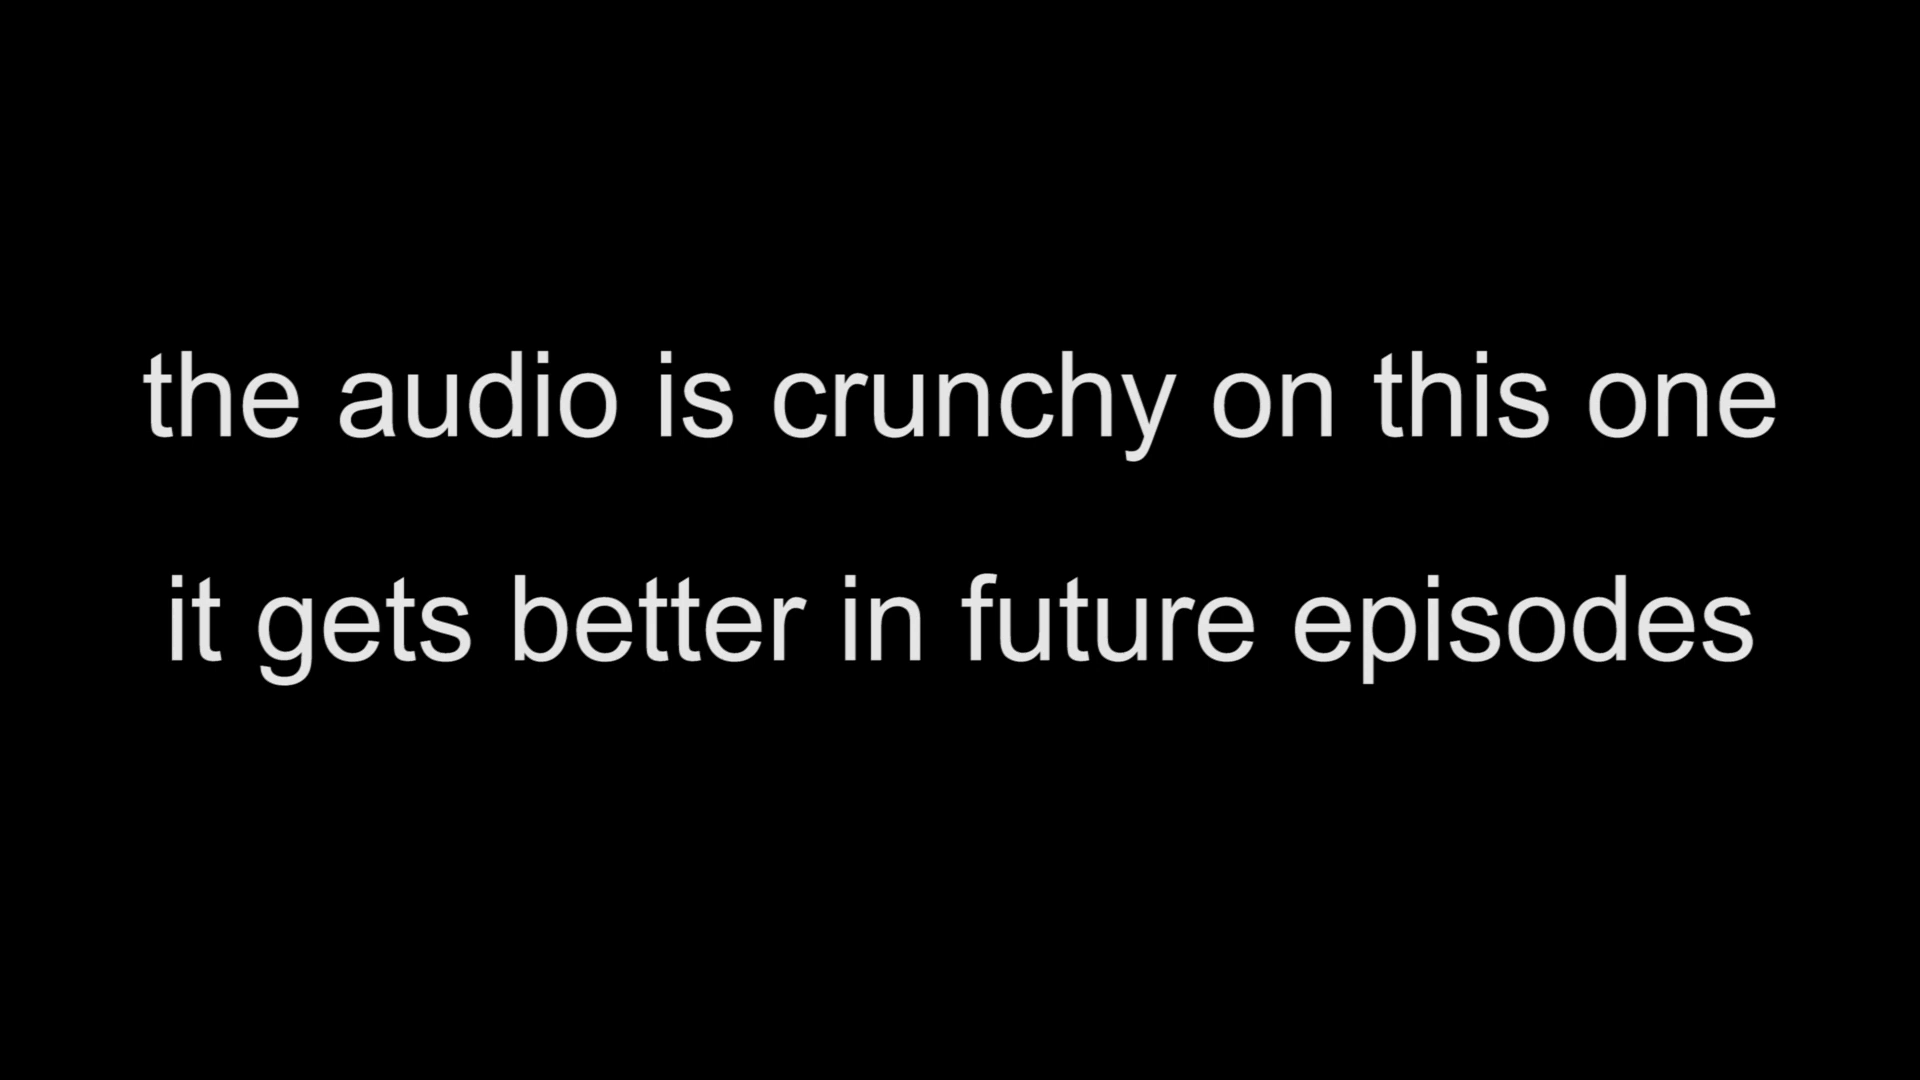 the audio is crunchy on this one
it gets better in future episodes